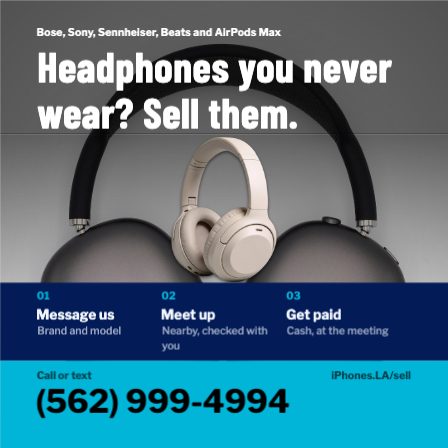 Bose, Sony, Sennheiser, Beats and AirPods Max
Headphones you never
wear? Sell them.
01
Message us
Brand and model
02
Meet up
Nearby, checked with
you
03
Get paid
Cash, at the meeting
Call or text
iPhones.LA/sell
(562) 999-4994